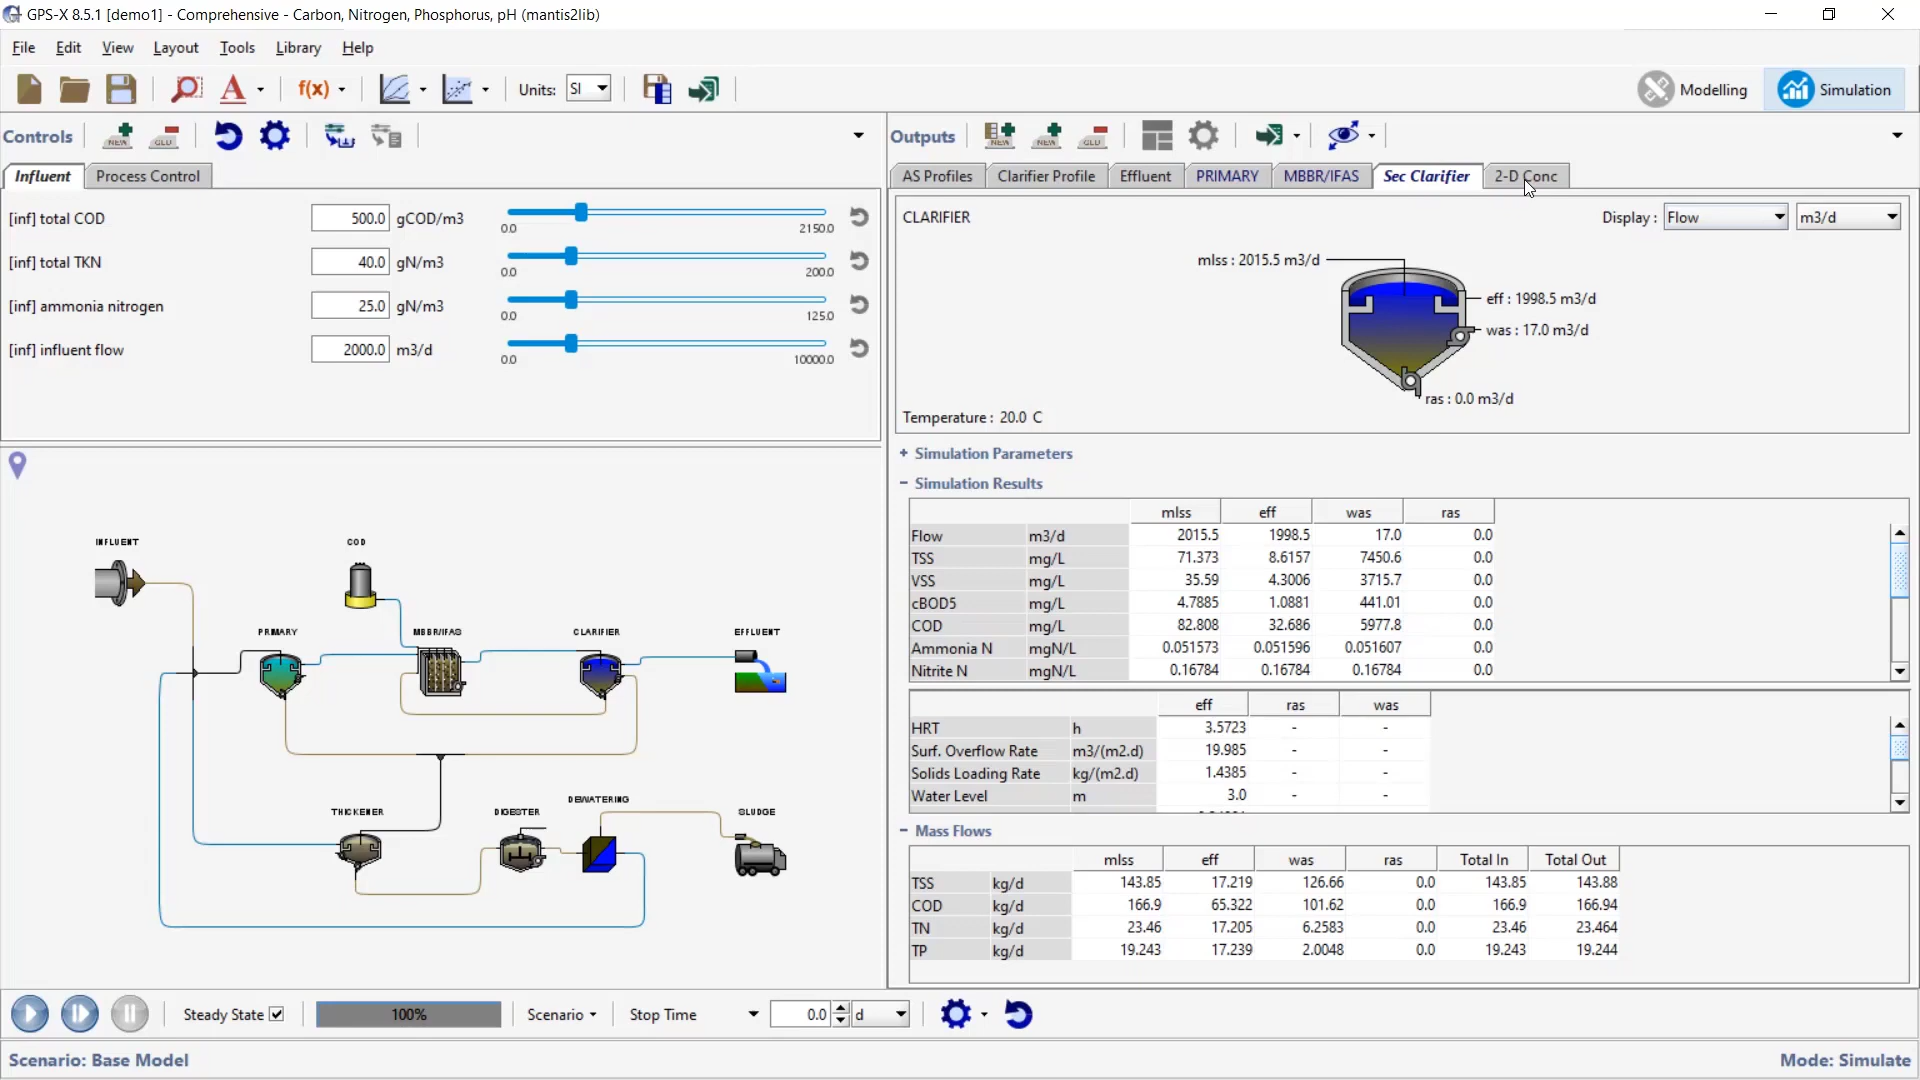 GPS-X 8.5.1 [demo1] - Comprehensive - Carbon, Nitrogen, Phosphorus, pH (mantis2lib)
File Edit View Layout Tools Library Help
A f(x) Units: SI Modelling Simulation
Controls NEW GLU
Influent Process Control
[inf] total COD 500.0 gCOD/m3 0.0 2150.0
[inf] total TKN 40.0 gN/m3 0.0 200.0
[inf] ammonia nitrogen 25.0 gN/m3 0.0 125.0
[inf] influent flow 2000.0 m3/d 0.0 10000.0
INFLUENT COD
PRIMARY MBBR/IFAS CLARIFIER EFFLUENT
THICKENER DIGESTER DEWATERING SLUDGE
Outputs NEW NEW GLU
AS Profiles Clarifier Profile Effluent PRIMARY MBBR/IFAS Sec Clarifier 2-D Conc
CLARIFIER Display : Flow m3/d
mlss : 2015.5 m3/d
eff : 1998.5 m3/d
was : 17.0 m3/d
ras : 0.0 m3/d
Temperature : 20.0 C
+ Simulation Parameters
- Simulation Results
mlss eff was ras
Flow m3/d 2015.5 1998.5 17.0 0.0
TSS mg/L 71.373 8.6157 7450.6 0.0
VSS mg/L 35.59 4.3006 3715.7 0.0
cBOD5 mg/L 4.7885 1.0881 441.01 0.0
COD mg/L 82.808 32.686 5977.8 0.0
Ammonia N mgN/L 0.051573 0.051596 0.051607 0.0
Nitrite N mgN/L 0.16784 0.16784 0.16784 0.0
eff ras was
HRT h 3.5723 - -
Surf. Overflow Rate m3/(m2.d) 19.985 - -
Solids Loading Rate kg/(m2.d) 1.4385 - -
Water Level m 3.0 - -
- Mass Flows
mlss eff was ras Total In Total Out
TSS kg/d 143.85 17.219 126.66 0.0 143.85 143.88
COD kg/d 166.9 65.322 101.62 0.0 166.9 166.94
TN kg/d 23.46 17.205 6.2583 0.0 23.46 23.464
TP kg/d 19.243 17.239 2.0048 0.0 19.243 19.244
Steady State 100% Scenario Stop Time 0.0 d
Scenario: Base Model Mode: Simulate